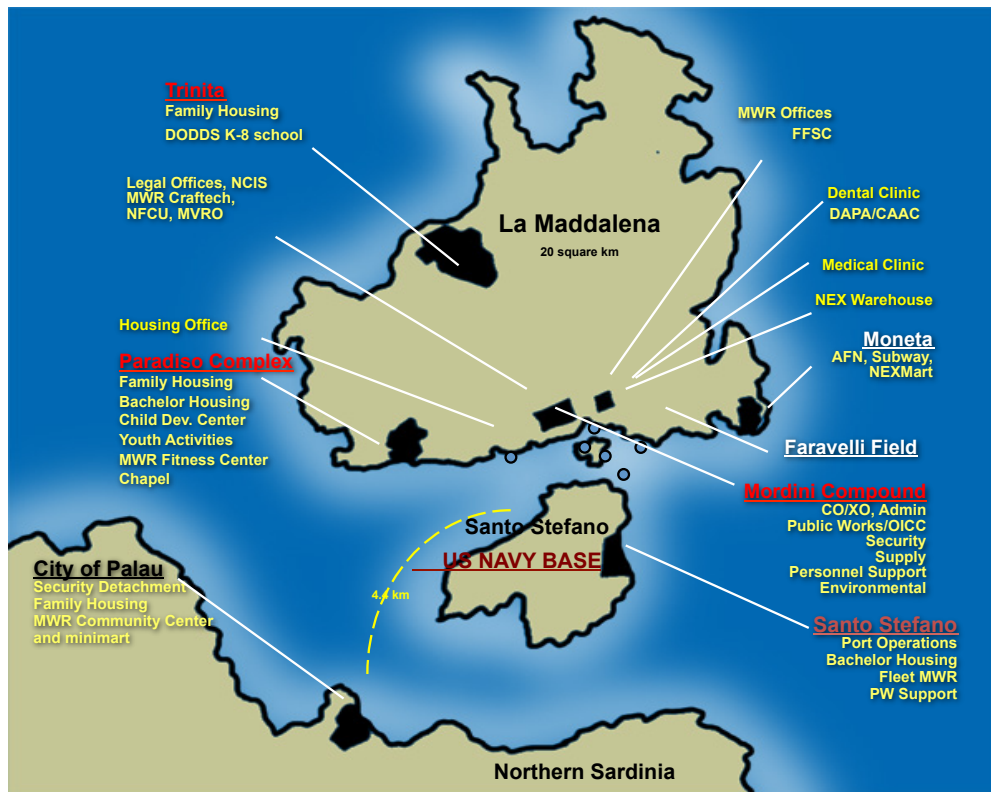 Trinita
Family Housing
DODDS K-8 school
Legal Offices, NCIS
MWR Craftech,
NFCU, MVRO
Housing Office
Paradiso Complex
Family Housing
Bachelor Housing
Child Dev. Center
Youth Activities
MWR Fitness Center
Chapel
City of Palau
Security Detachment
Family Housing
MWR Community Center
and minimart
La Maddalena
20 square km
Santo Stefano
US NAVY BASE
4.4 km
Northern Sardinia
MWR Offices
FFSC
Dental Clinic
DAPA/CAAC
Medical Clinic
NEX Warehouse
Moneta
AFN, Subway,
NEXMart
Faravelli Field
Mordini Compound
CO/XO, Admin
Public Works/OICC
Security
Supply
Personnel Support
Environmental
Santo Stefano
Port Operations
Bachelor Housing
Fleet MWR
PW Support